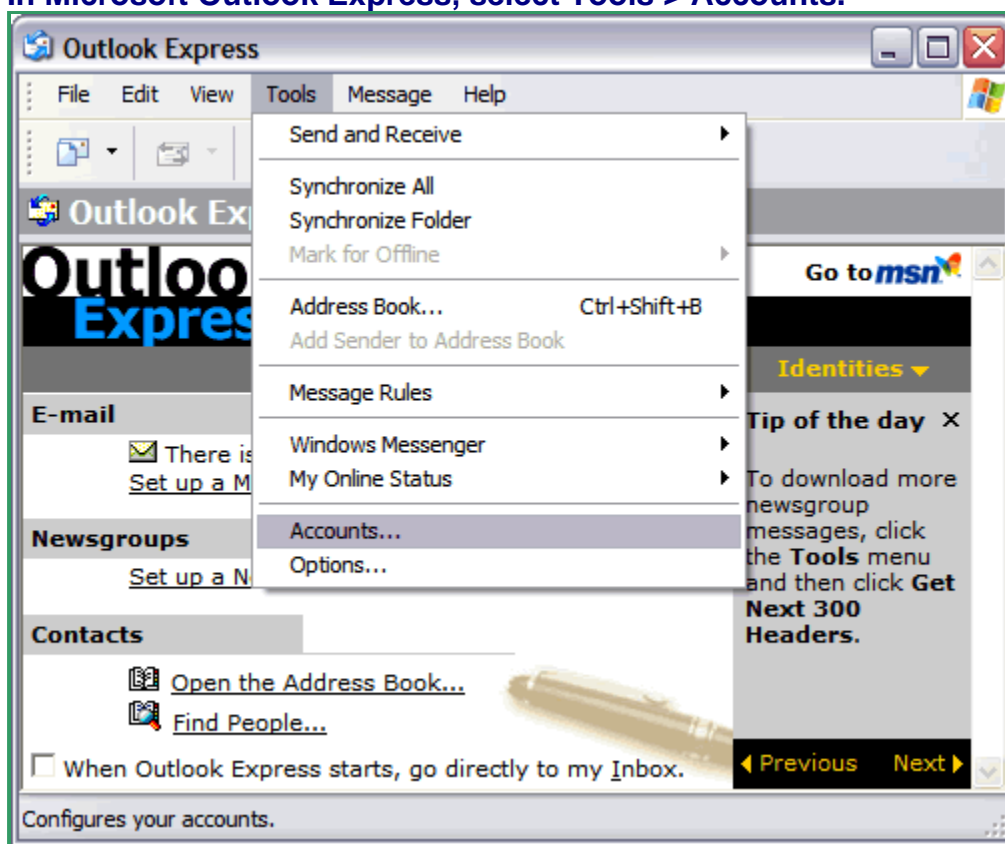 In Microsoft Outlook Express, select Tools > Accounts.
Outlook Express
File Edit View Tools Message Help
Send and Receive
Synchronize All
Synchronize Folder
Mark for Offline
Address Book... Ctrl+Shift+B
Add Sender to Address Book
Message Rules
Windows Messenger
My Online Status
Accounts...
Options...
Outlook Ex
Outloo
Expres
Go to msn
Identities
E-mail
There is
Set up a M
Newsgroups
Set up a N
Contacts
Open the Address Book...
Find People...
When Outlook Express starts, go directly to my Inbox.
Tip of the day X
To download more
newsgroup
messages, click
the Tools menu
and then click Get
Next 300
Headers.
Previous Next
Configures your accounts.